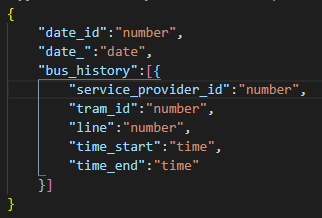 {
"date_id":"number",
"date_":"date",
"bus_history":[{
"service_provider_id":"number",
"tram_id":"number",
"line":"number",
"time_start":"time",
"time_end":"time"
}]
}